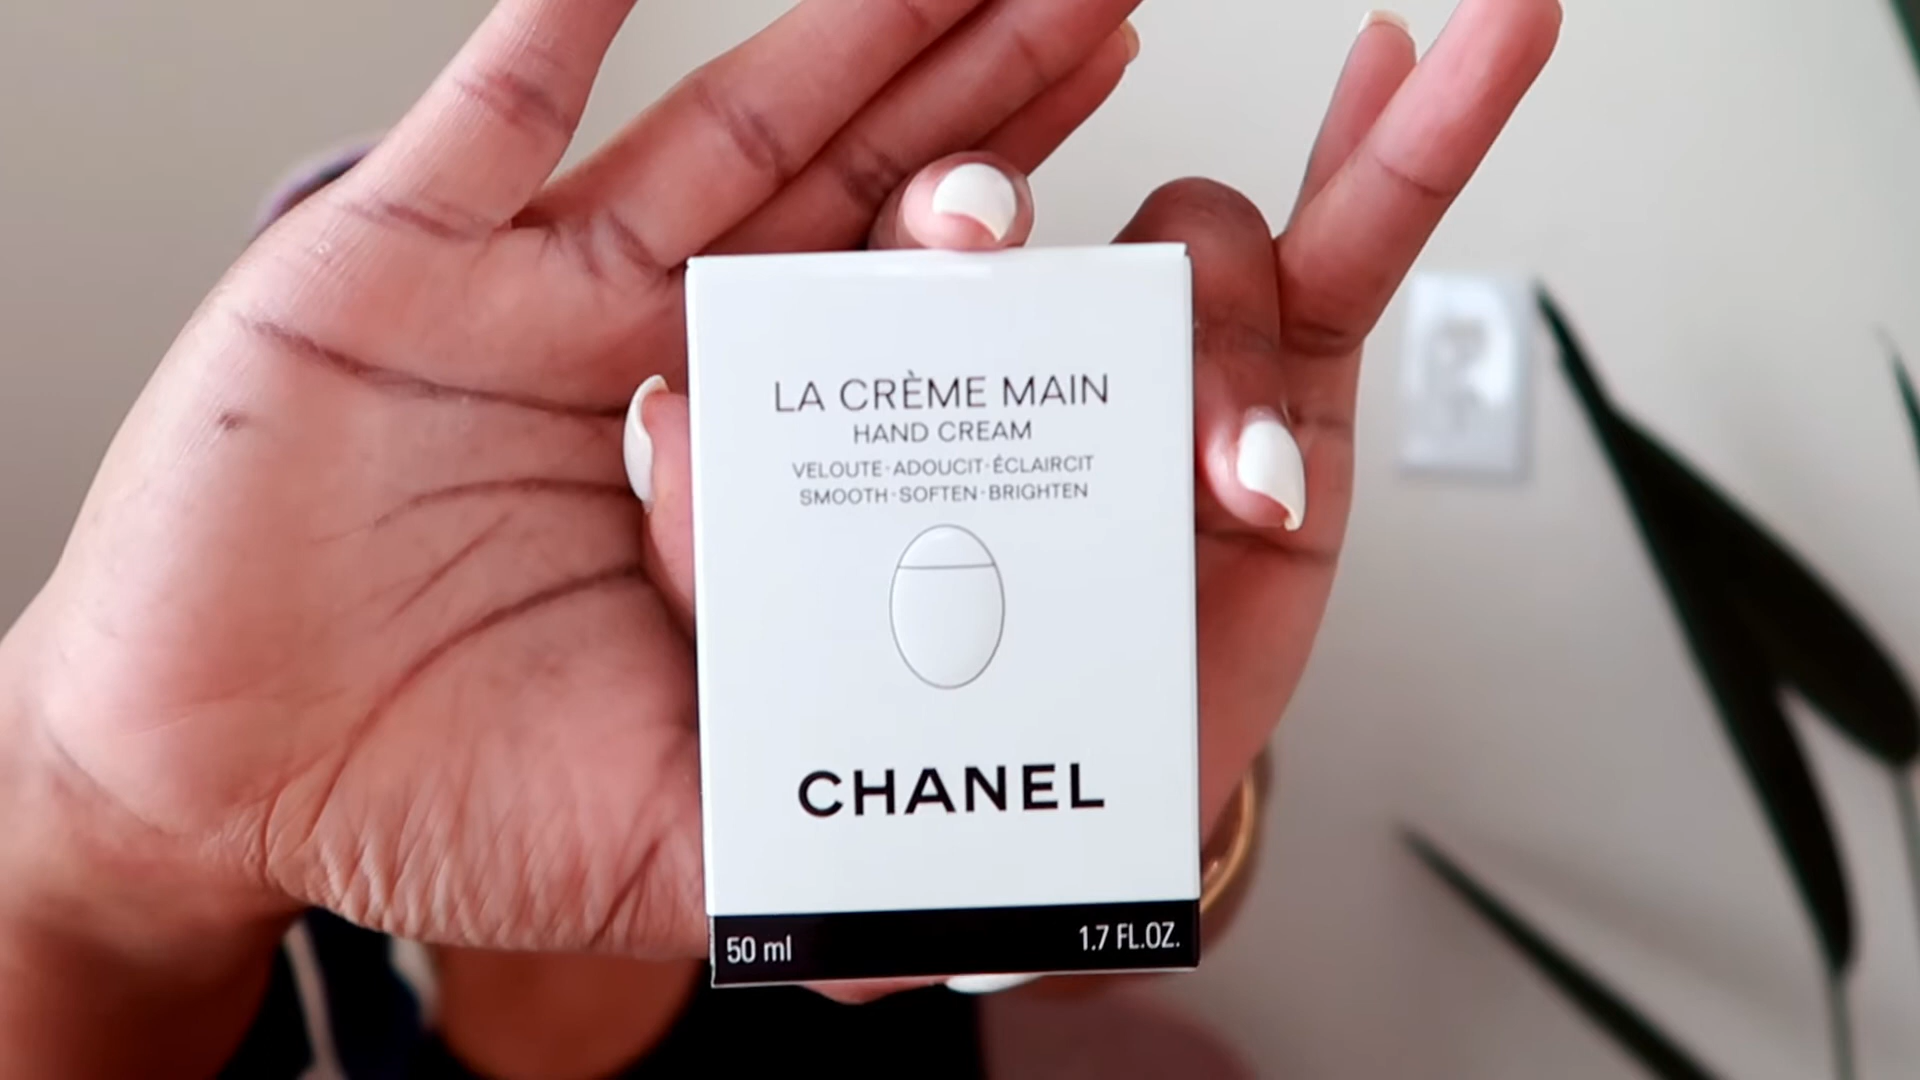 LA CRÈME MAIN
HAND CREAM
VELOUTE·ADOUCIT·ÉCLAIRCIT
SMOOTH·SOFTEN·BRIGHTEN
CHANEL
50 ml 1.7 FL.OZ.